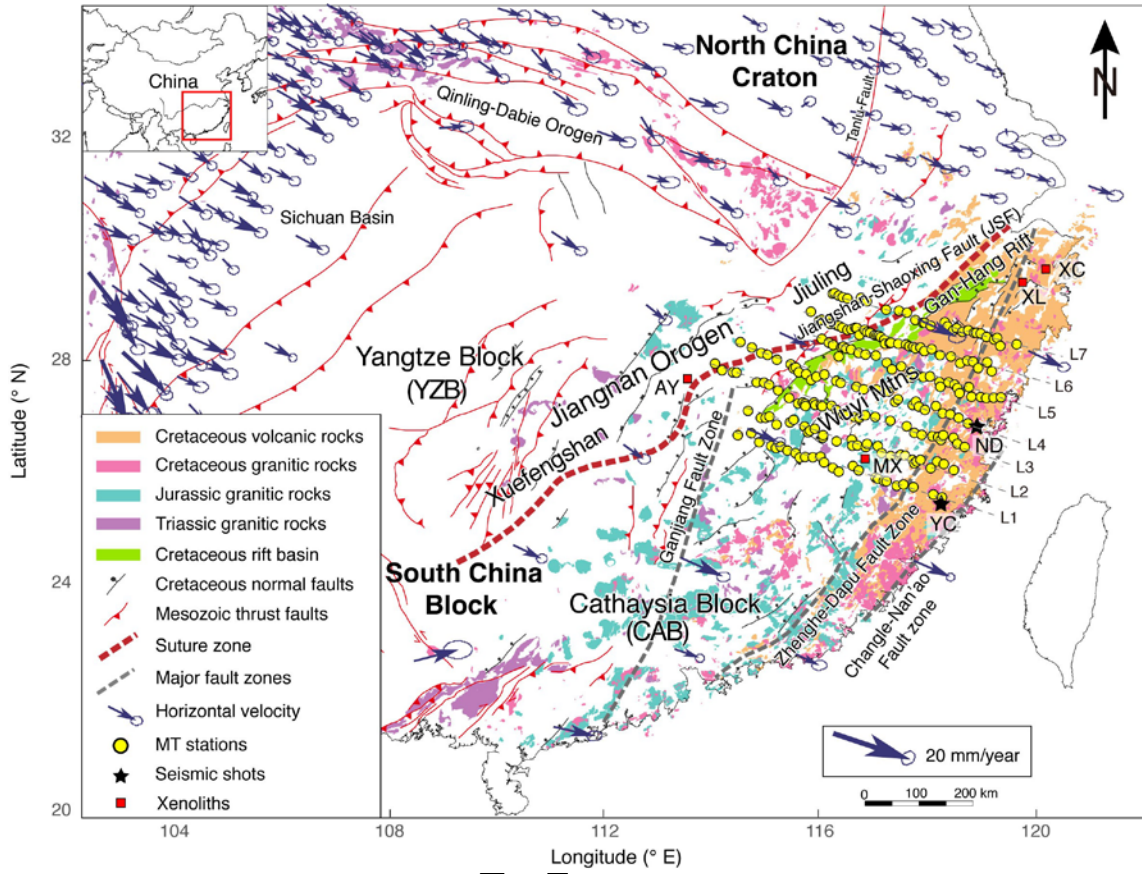 China
North China
Craton
N
Qinling-Dabie Orogen
Tanlu-Fault
32
Sichuan Basin
Jiangshan-Shaoxing Fault (JSF)
Gan-Hang Rift
XC
XL
Jiuling
28
Yangtze Block
(YZB)
Jiangnan Orogen
AY
Wuyi Mtns
L7
L6
L5
L4
L3
L2
L1
ND
MX
YC
Xuefengshan
Ganjiang Fault Zone
24
South China
Block
Cathaysia Block
(CAB)
Zhenghe-Dapu Fault Zone
Changle-Nan'ao
Fault zone
Cretaceous volcanic rocks
Cretaceous granitic rocks
Jurassic granitic rocks
Triassic granitic rocks
Cretaceous rift basin
Cretaceous normal faults
Mesozoic thrust faults
Suture zone
Major fault zones
Horizontal velocity
MT stations
Seismic shots
Xenoliths
20 mm/year
0 100 200 km
20
104 108 112 116 120
Latitude (° N)
Longitude (° E)